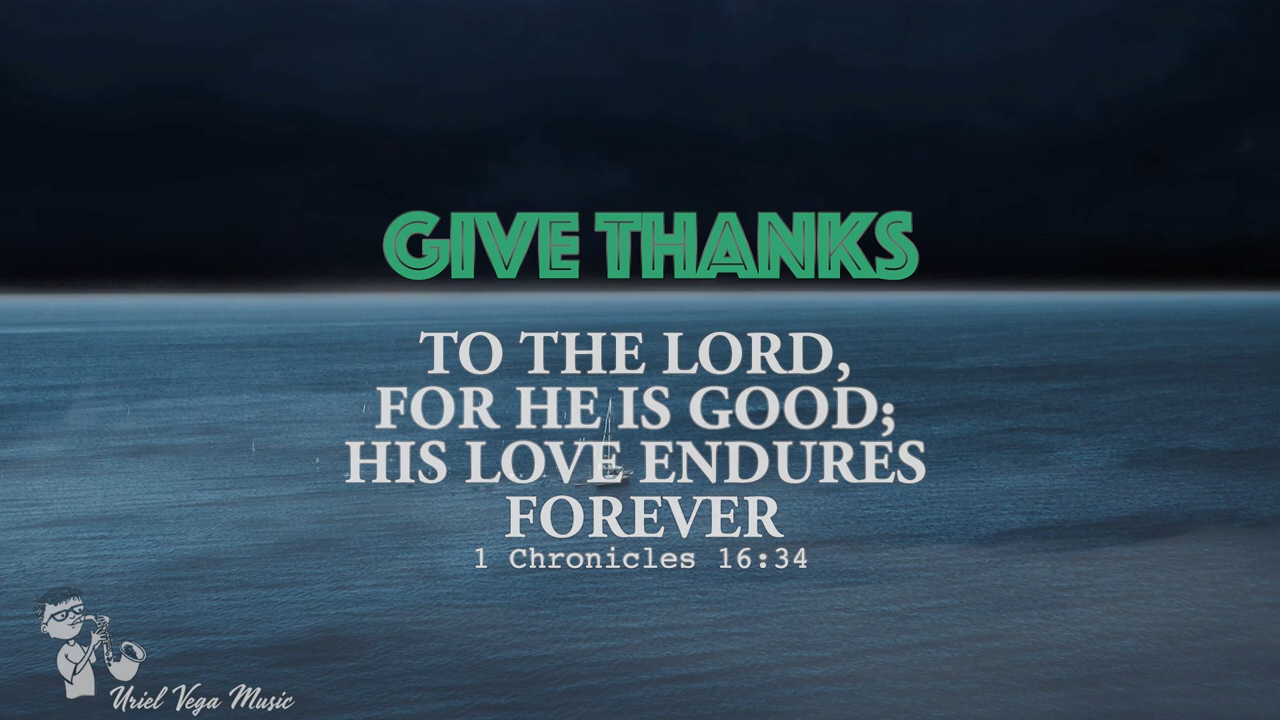 GIVE THANKS
TO THE LORD,
FOR HE IS GOOD;
HIS LOVE ENDURES
FOREVER
1 Chronicles 16:34
Uriel Vega Music